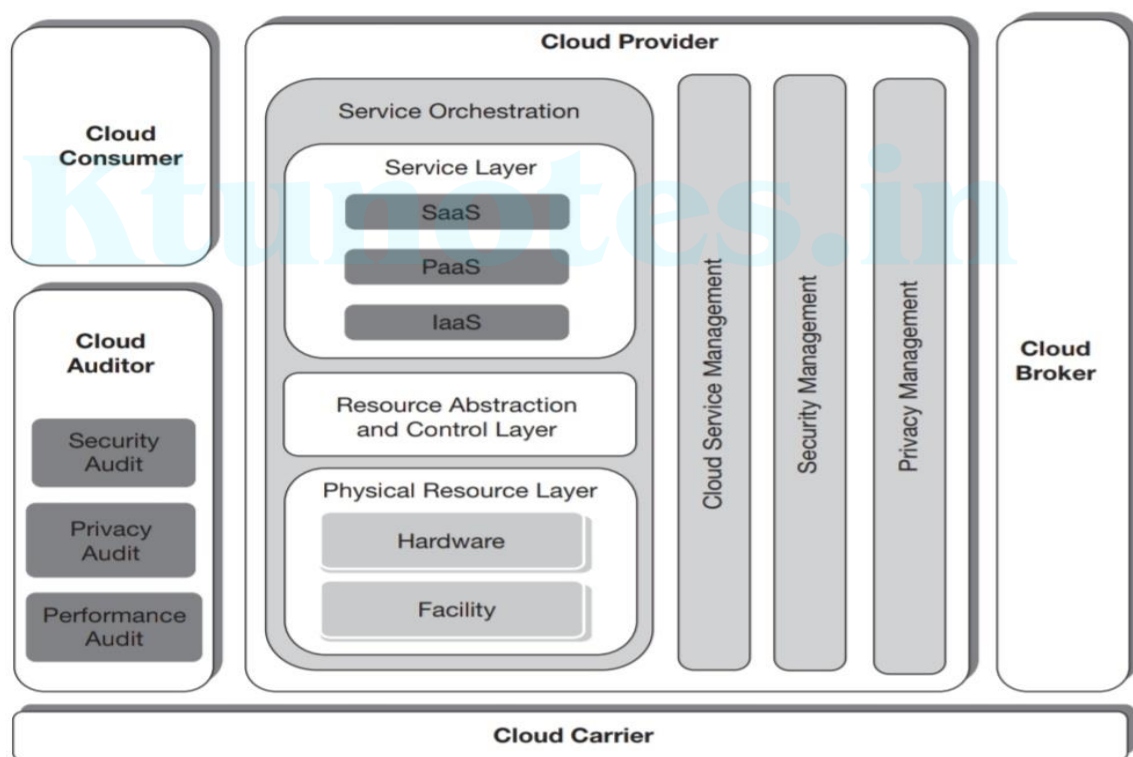 Cloud
Consumer
Cloud
Auditor
Security
Audit
Privacy
Audit
Performance
Audit
Cloud Provider
Service Orchestration
Service Layer
SaaS
PaaS
IaaS
Resource Abstraction
and Control Layer
Physical Resource Layer
Hardware
Facility
Cloud Service Management
Security Management
Privacy Management
Cloud
Broker
Cloud Carrier
Ktunotes.in